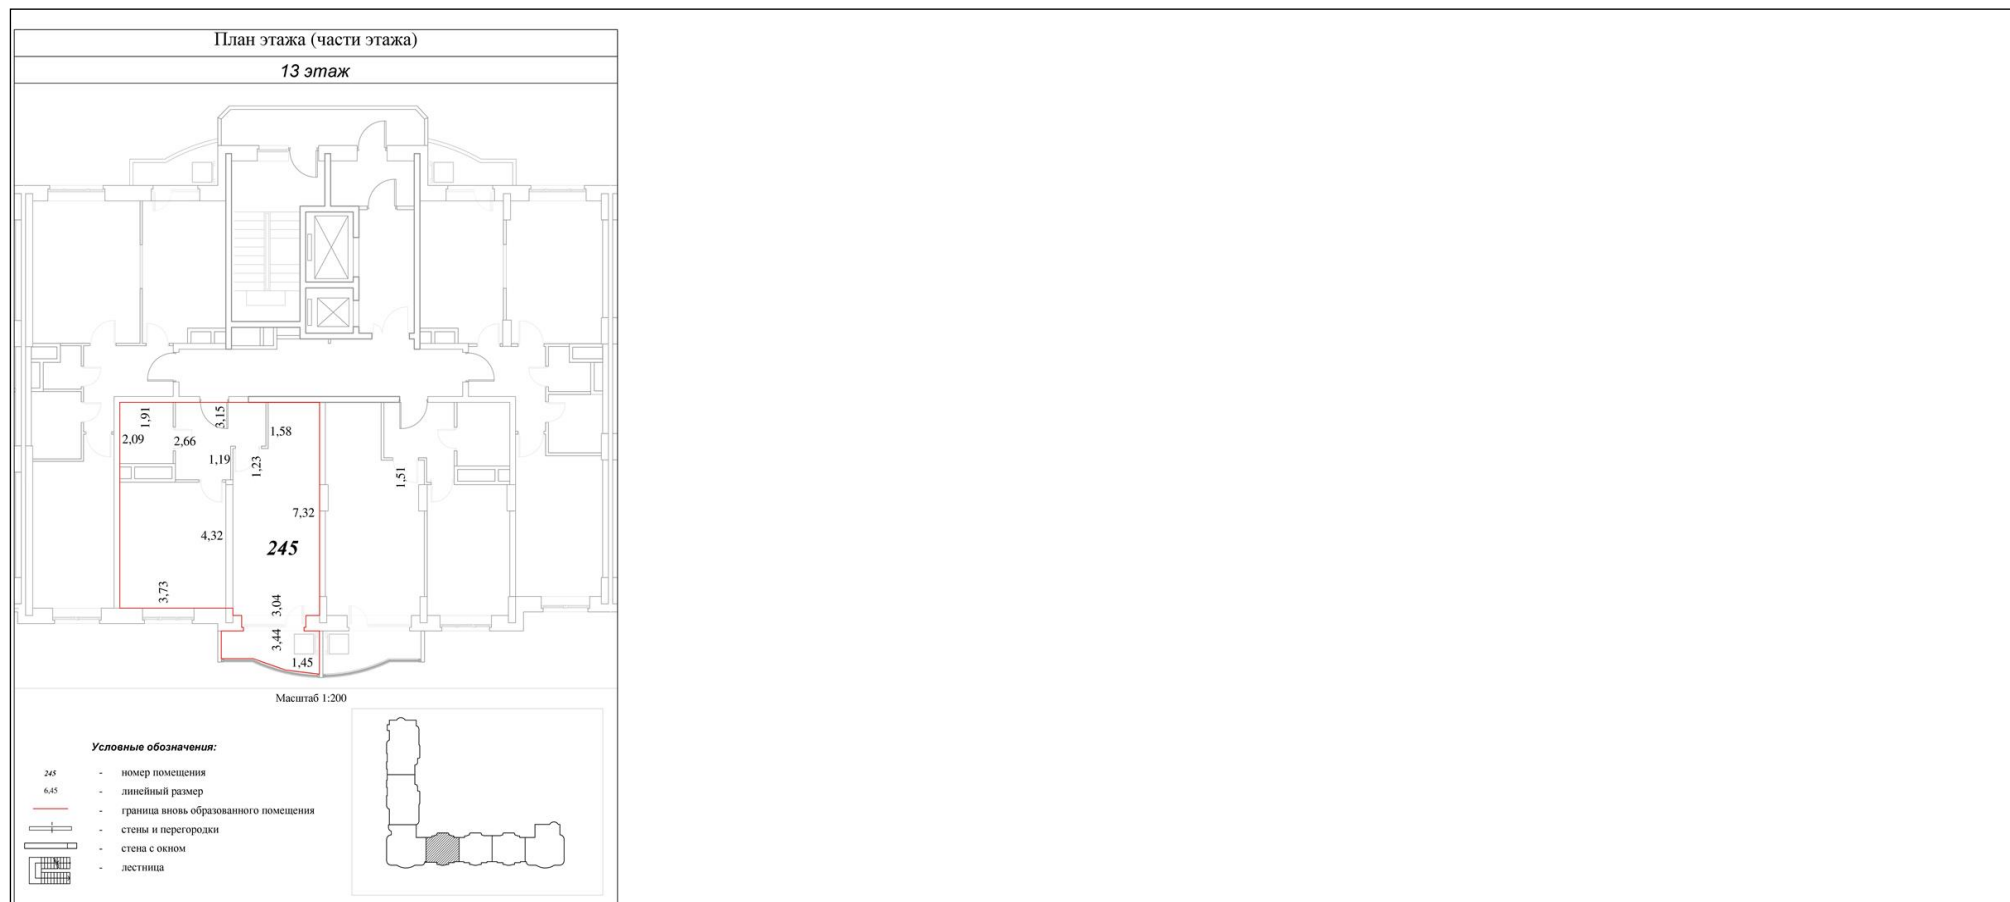 План этажа (части этажа)
13 этаж
1,91
3,15
1,58
2,09
2,66
1,19
1,23
1,51
7,32
4,32
245
3,73
3,04
3,44
1,45
Масштаб 1:200
Условные обозначения:
245 - номер помещения
6,45 - линейный размер
- граница вновь образованного помещения
- стены и перегородки
- стена с окном
- лестница